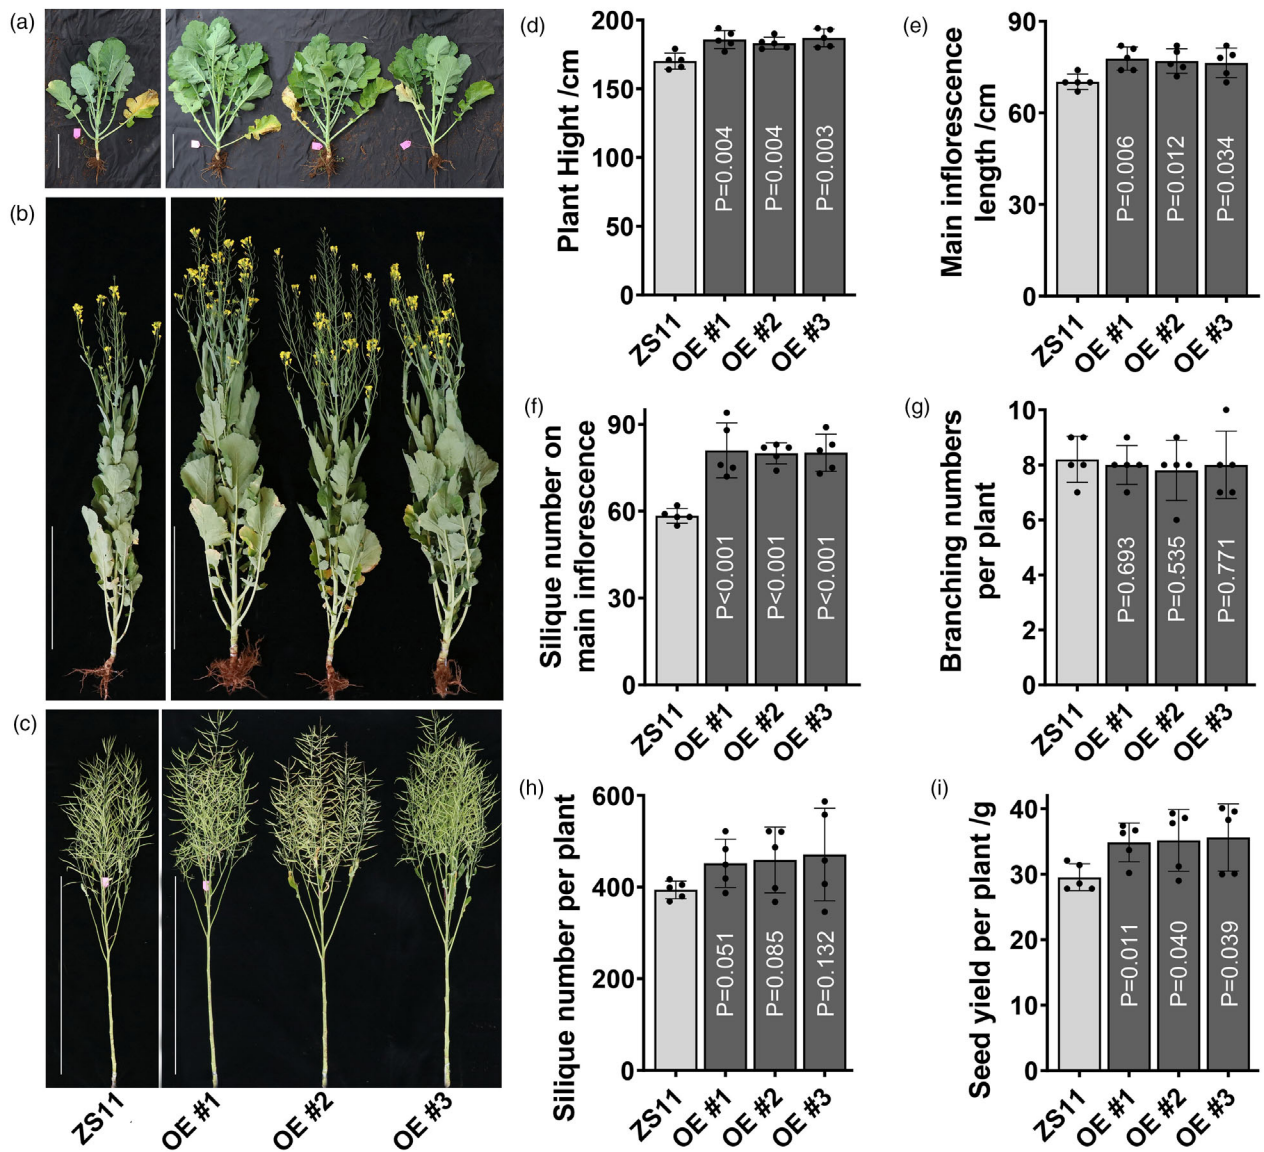 (a)
(b)
(c)
ZS11
OE #1
OE #2
OE #3
(d)
Plant Hight /cm
200
150
100
50
0
P=0.004
P=0.004
P=0.003
ZS11
OE #1
OE #2
OE #3
(e)
Main inflorescence
length /cm
90
60
30
0
P=0.006
P=0.012
P=0.034
ZS11
OE #1
OE #2
OE #3
(f)
Silique number on
main inflorescence
90
60
30
0
P<0.001
P<0.001
P<0.001
ZS11
OE #1
OE #2
OE #3
(g)
Branching numbers
per plant
10
8
6
4
2
0
P=0.693
P=0.535
P=0.771
ZS11
OE #1
OE #2
OE #3
(h)
Silique number per plant
600
400
200
0
P=0.051
P=0.085
P=0.132
ZS11
OE #1
OE #2
OE #3
(i)
Seed yield per plant /g
40
30
20
10
0
P=0.011
P=0.040
P=0.039
ZS11
OE #1
OE #2
OE #3